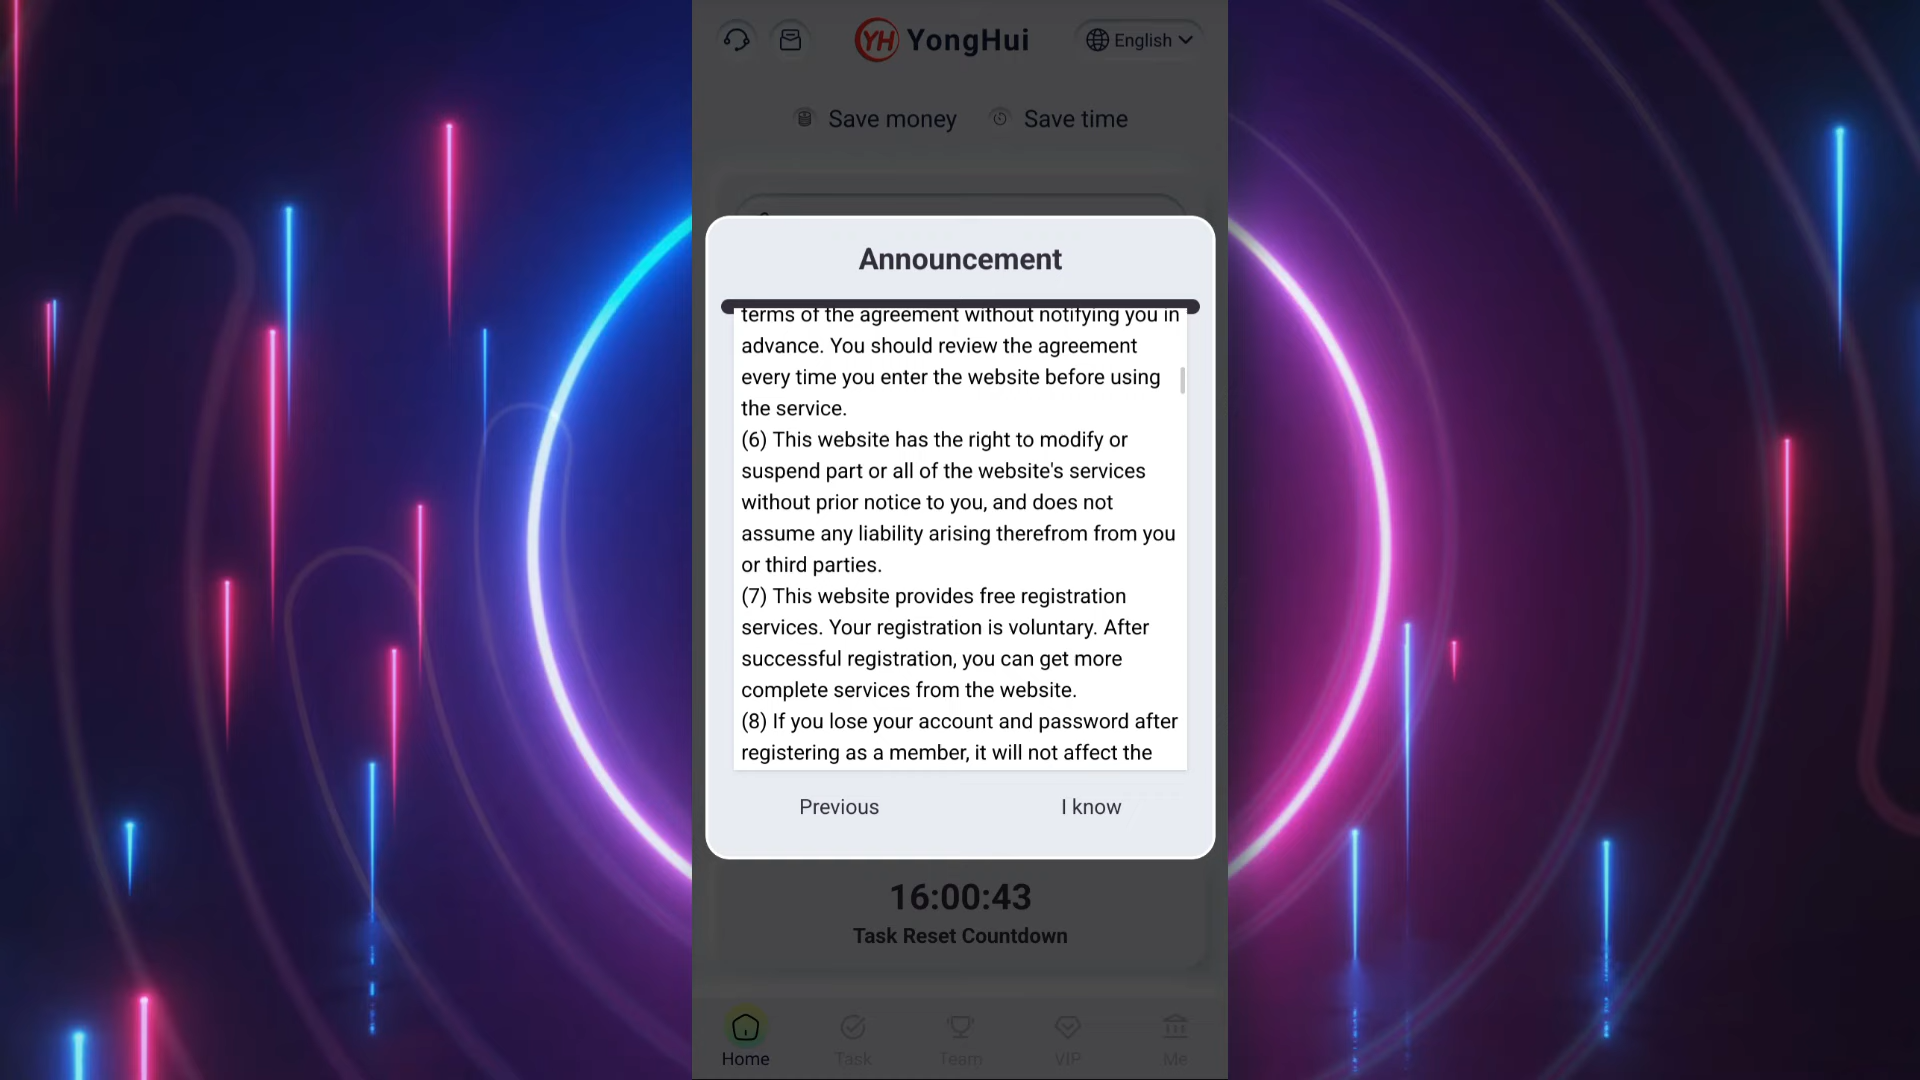 YH YongHui
English
Save money
Save time
Announcement
terms of the agreement without notifying you in
advance. You should review the agreement
every time you enter the website before using
the service.
(6) This website has the right to modify or
suspend part or all of the website's services
without prior notice to you, and does not
assume any liability arising therefrom from you
or third parties.
(7) This website provides free registration
services. Your registration is voluntary. After
successful registration, you can get more
complete services from the website.
(8) If you lose your account and password after
registering as a member, it will not affect the
Previous
I know
16:00:43
Task Reset Countdown
Home
Task
Team
VIP
Me